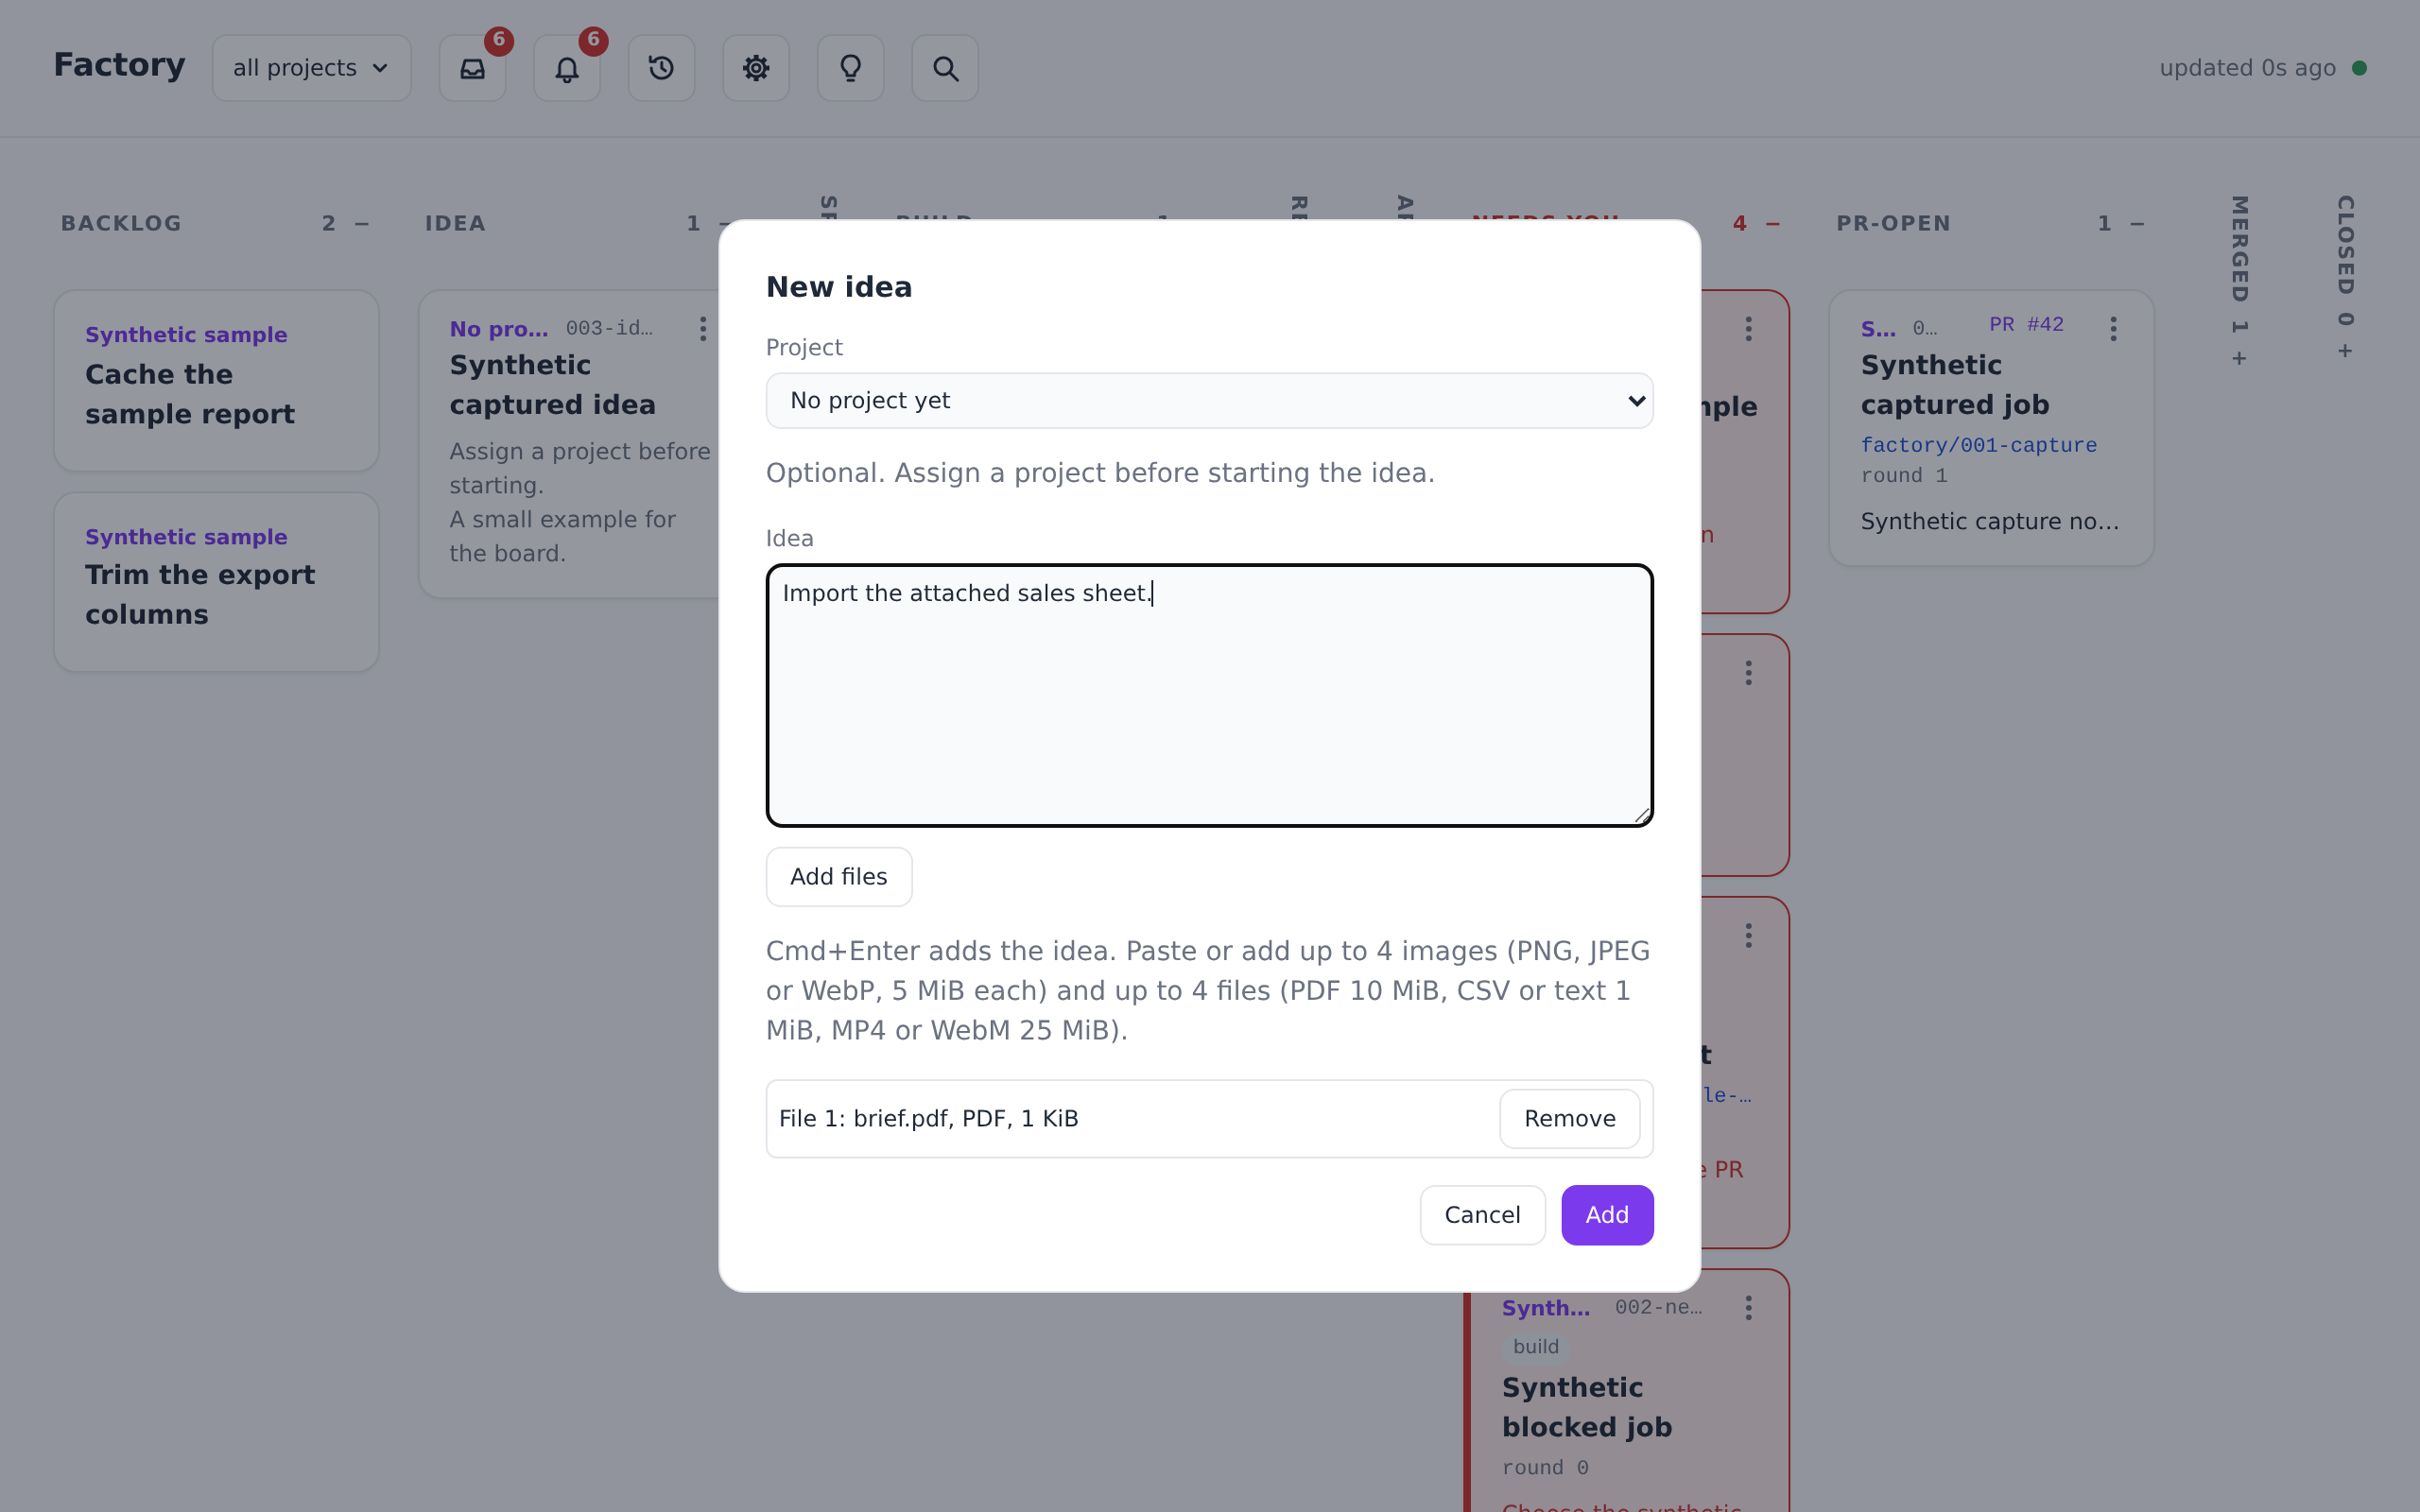 Factory
all projects
6
6
updated 0s ago
BACKLOG 2 −
Synthetic sample
Cache the
sample report
Synthetic sample
Trim the export
columns
IDEA 1 −
No pro… 003-id…
Synthetic
captured idea
Assign a project before
starting.
A small example for
the board.
New idea
Project
No project yet
Optional. Assign a project before starting the idea.
Idea
Import the attached sales sheet.
Add files
Cmd+Enter adds the idea. Paste or add up to 4 images (PNG, JPEG
or WebP, 5 MiB each) and up to 4 files (PDF 10 MiB, CSV or text 1
MiB, MP4 or WebM 25 MiB).
File 1: brief.pdf, PDF, 1 KiB
Remove
Cancel
Add
NEEDS YOU 4 −
e PR
Synth… 002-ne…
build
Synthetic
blocked job
round 0
Choose the synthetic
PR-OPEN 1 −
S… 0… PR #42
Synthetic
captured job
factory/001-capture
round 1
Synthetic capture no…
MERGED 1 +
CLOSED 0 +